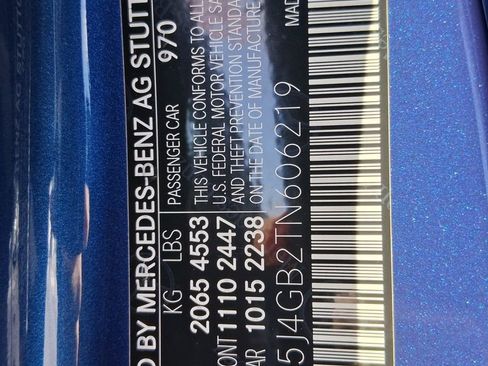 D BY MERCEDES-BENZ AG STUTT
970
KG LBS PASSENGER CAR
2065 4553 THIS VEHICLE CONFORMS TO ALL
ONT 1110 2447 U.S. FEDERAL MOTOR VEHICLE SA
AR 1015 2238 AND THEFT PREVENTION STANDA
ON THE DATE OF MANUFACTURE
MAD
5J4GB2TN606219